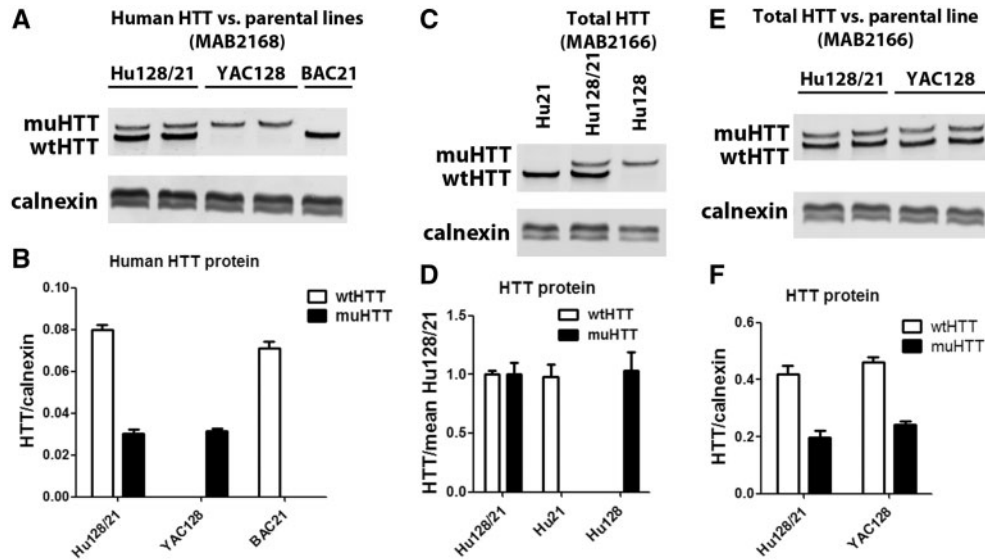 A
Human HTT vs. parental lines
(MAB2168)
Hu128/21 YAC128 BAC21
muHTT
wtHTT
calnexin
B
Human HTT protein
wtHTT
muHTT
HTT/calnexin
0.10
0.08
0.06
0.04
0.02
0.00
Hu128/21
YAC128
BAC21
C
Total HTT
(MAB2166)
Hu21
Hu128/21
Hu128
muHTT
wtHTT
calnexin
D
HTT protein
wtHTT
muHTT
HTT/mean Hu128/21
1.5
1.0
0.5
0.0
Hu128/21
Hu21
Hu128
E
Total HTT vs. parental line
(MAB2166)
Hu128/21 YAC128
muHTT
wtHTT
calnexin
F
HTT protein
wtHTT
muHTT
HTT/calnexin
0.6
0.4
0.2
0.0
Hu128/21
YAC128